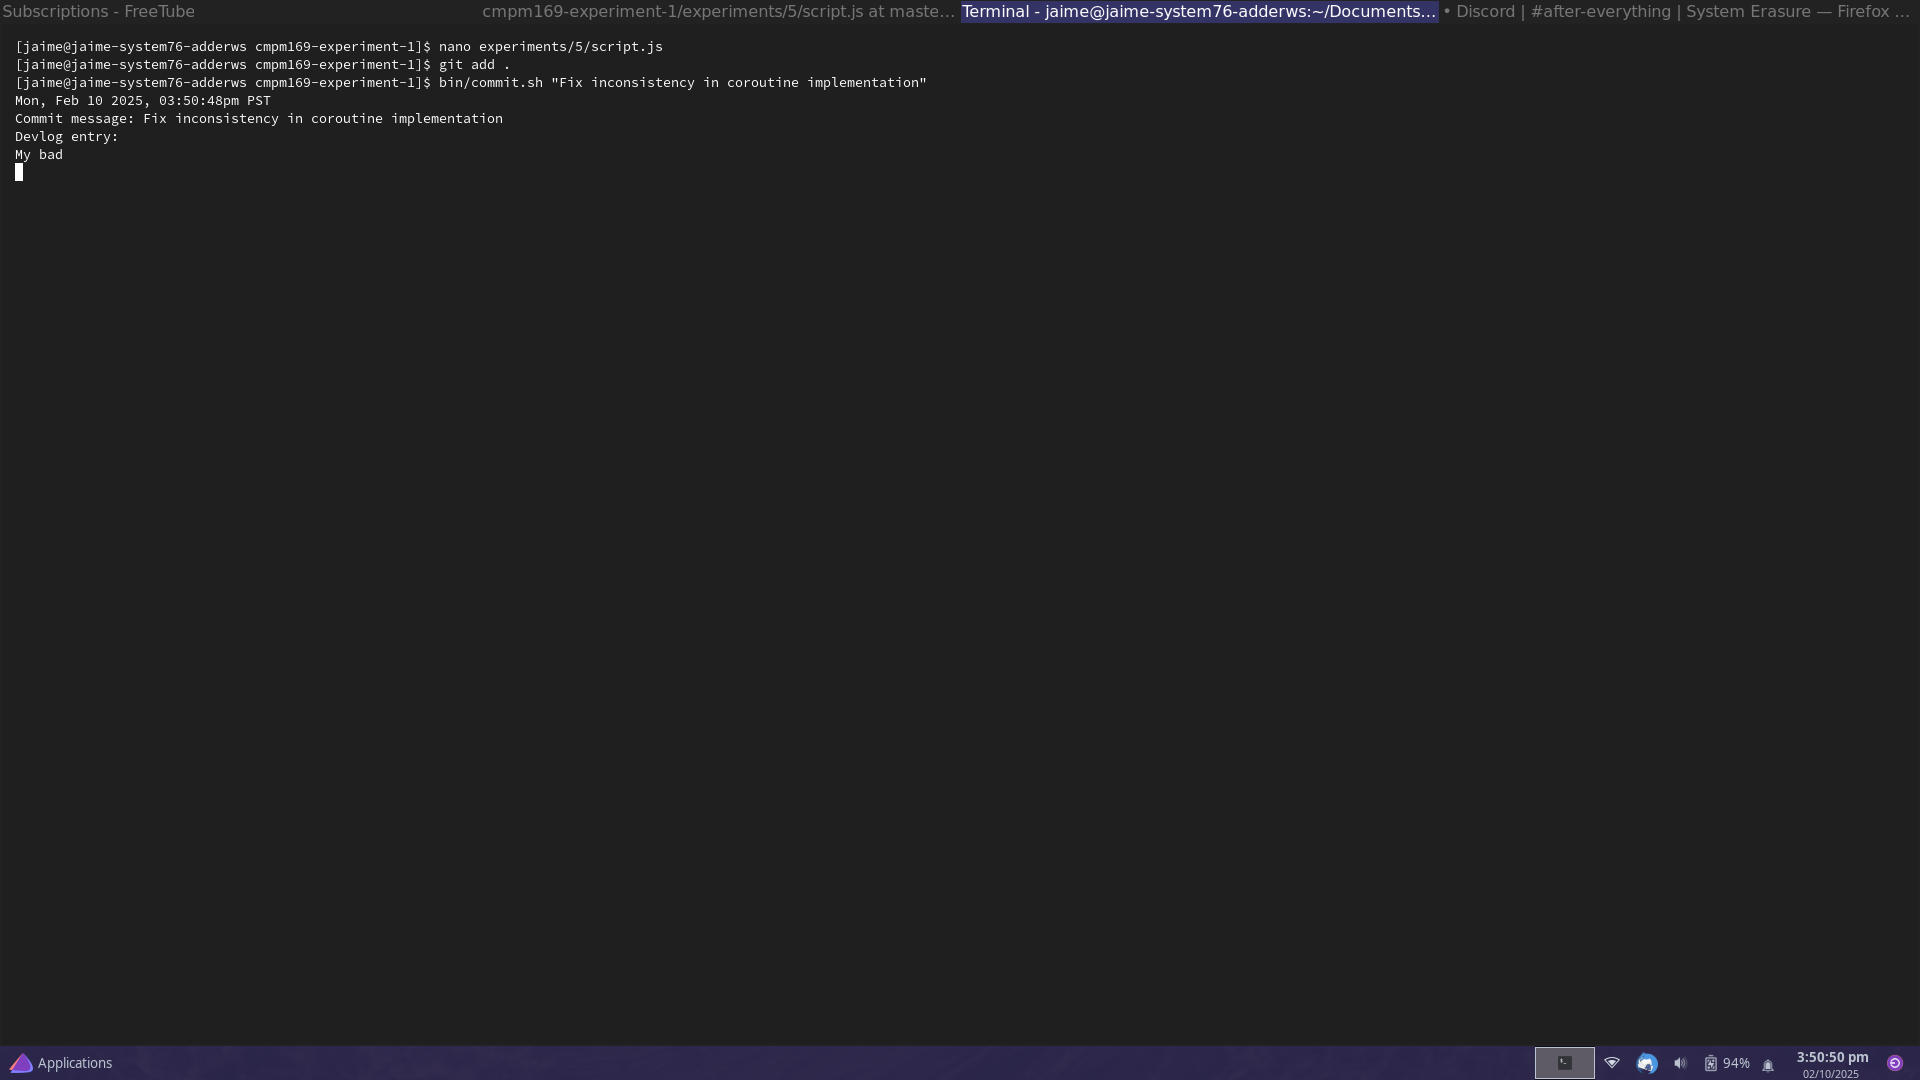 Subscriptions - FreeTube
cmpm169-experiment-1/experiments/5/script.js at maste…
Terminal - jaime@jaime-system76-adderws:~/Documents…
• Discord | #after-everything | System Erasure — Firefox …
[jaime@jaime-system76-adderws cmpm169-experiment-1]$ nano experiments/5/script.js
[jaime@jaime-system76-adderws cmpm169-experiment-1]$ git add .
[jaime@jaime-system76-adderws cmpm169-experiment-1]$ bin/commit.sh "Fix inconsistency in coroutine implementation"
Mon, Feb 10 2025, 03:50:48pm PST
Commit message: Fix inconsistency in coroutine implementation
Devlog entry:
My bad
Applications
94%
3:50:50 pm
02/10/2025